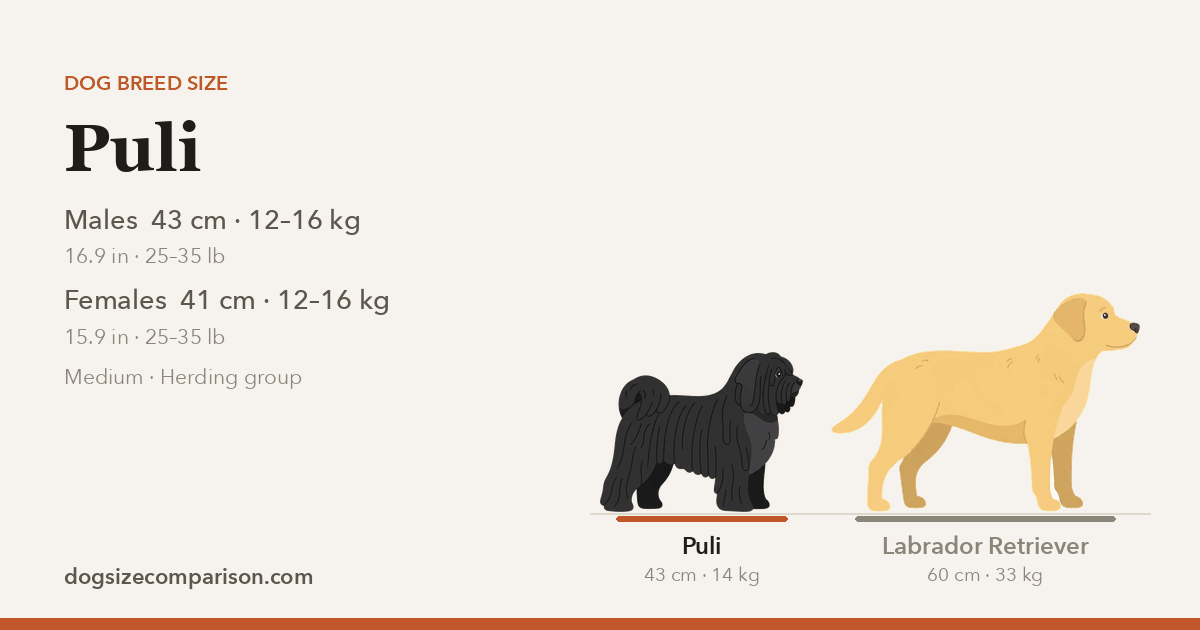 DOG BREED SIZE
Puli
Males 43 cm · 12–16 kg
16.9 in · 25–35 lb
Females 41 cm · 12–16 kg
15.9 in · 25–35 lb
Medium · Herding group
Puli
43 cm · 14 kg
Labrador Retriever
60 cm · 33 kg
dogsizecomparison.com